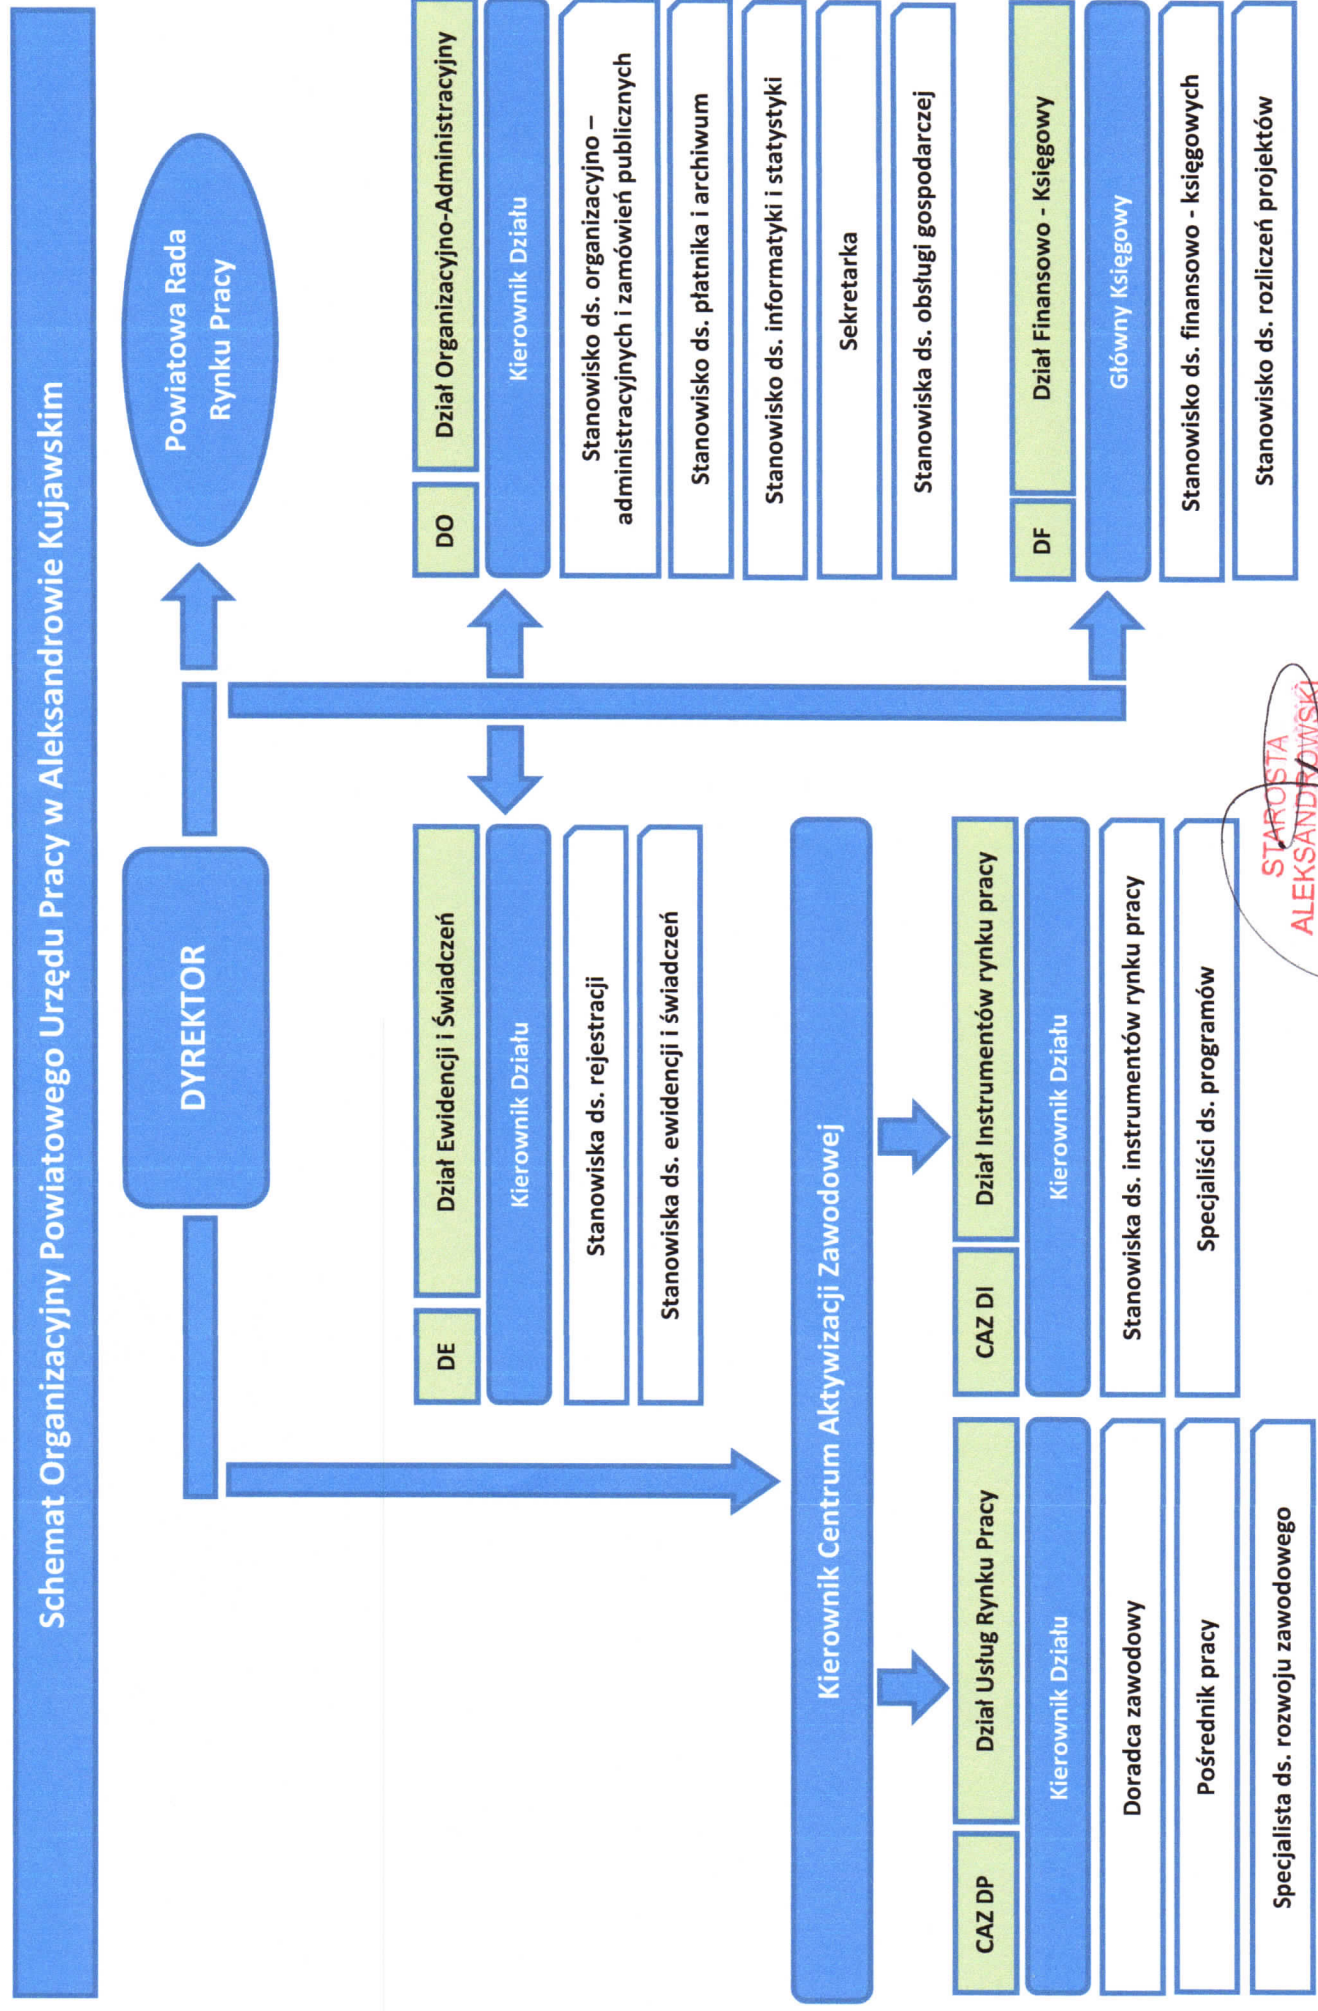 Schemat Organizacyjny Powiatowego Urzędu Pracy w Aleksandrowie Kujawskim
DYREKTOR
Powiatowa Rada
Rynku Pracy
DE
Dział Ewidencji i Świadczeń
Kierownik Działu
Stanowiska ds. rejestracji
Stanowiska ds. ewidencji i świadczeń
DO
Dział Organizacyjno-Administracyjny
Kierownik Działu
Stanowisko ds. organizacyjno –
administracyjnych i zamówień publicznych
Stanowisko ds. płatnika i archiwum
Stanowisko ds. informatyki i statystyki
Sekretarka
Stanowiska ds. obsługi gospodarczej
Kierownik Centrum Aktywizacji Zawodowej
CAZ DP
Dział Usług Rynku Pracy
Kierownik Działu
Doradca zawodowy
Pośrednik pracy
Specjalista ds. rozwoju zawodowego
CAZ DI
Dział Instrumentów rynku pracy
Kierownik Działu
Stanowiska ds. instrumentów rynku pracy
Specjaliści ds. programów
DF
Dział Finansowo - Księgowy
Główny Księgowy
Stanowisko ds. finansowo - księgowych
Stanowisko ds. rozliczeń projektów
STAROSTA
ALEKSANDROWSKI